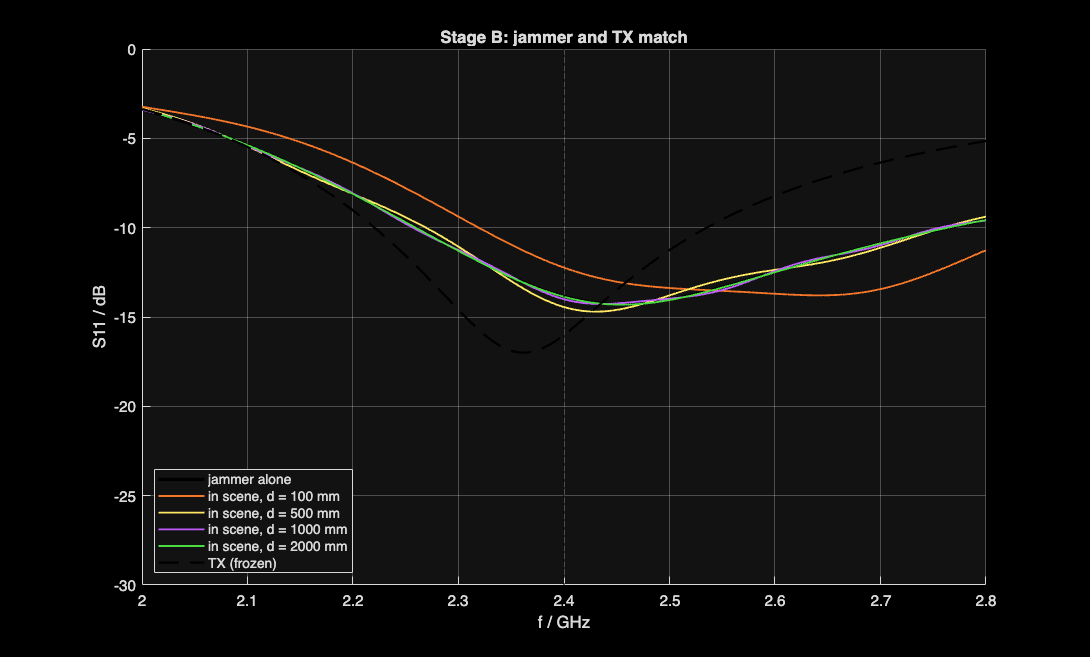 Stage B: jammer and TX match
0
-5
-10
-15
-20
-25
-30
S11 / dB
jammer alone
in scene, d = 100 mm
in scene, d = 500 mm
in scene, d = 1000 mm
in scene, d = 2000 mm
TX (frozen)
2 2.1 2.2 2.3 2.4 2.5 2.6 2.7 2.8
f / GHz